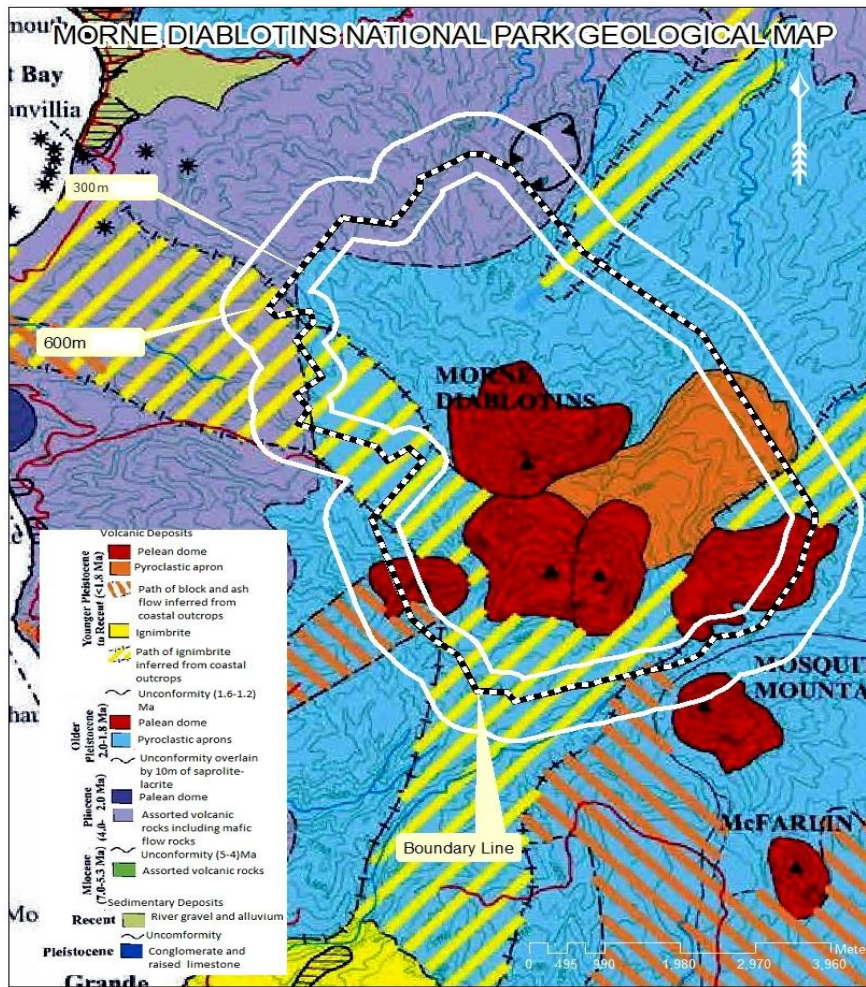 mouth
MORNE DIABLOTINS NATIONAL PARK GEOLOGICAL MAP
t Bay
anvillia
300m
600m
MORNE
DIABLOTINS
MOSQUI
MOUNTA
McFARLIN
Boundary Line
Volcanic Deposits
Younger Pleistocene
to Recent (<1.8 Ma)
Pelean dome
Pyroclastic apron
Path of block and ash
flow inferred from
coastal outcrops
Ignimbrite
Path of ignimbrite
inferred from coastal
outcrops
Unconformity (1.6-1.2)
Ma
Older
Pleistocene
2.0-1.8 Ma)
Palean dome
Pyroclastic aprons
Unconformity overlain
by 10m of saprolite-
lacrite
Pliocene
(4.0- 2.0 Ma)
Palean dome
Assorted volcanic
rocks including mafic
flow rocks
Unconformity (5-4)Ma
Miocene
(7.0-5.3 Ma)
Assorted volcanic rocks
Sedimentary Deposits
Recent
River gravel and alluvium
Uncomformity
Pleistocene
Conglomerate and
raised limestone
hau
Mo
Grande
Mete
0 495 990 1,980 2,970 3,960